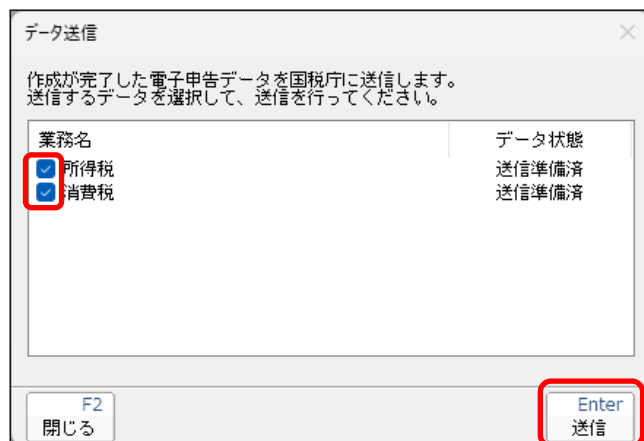 データ送信
作成が完了した電子申告データを国税庁に送信します。
送信するデータを選択して、送信を行ってください。
業務名 データ状態
所得税 送信準備済
消費税 送信準備済
F2
閉じる
Enter
送信